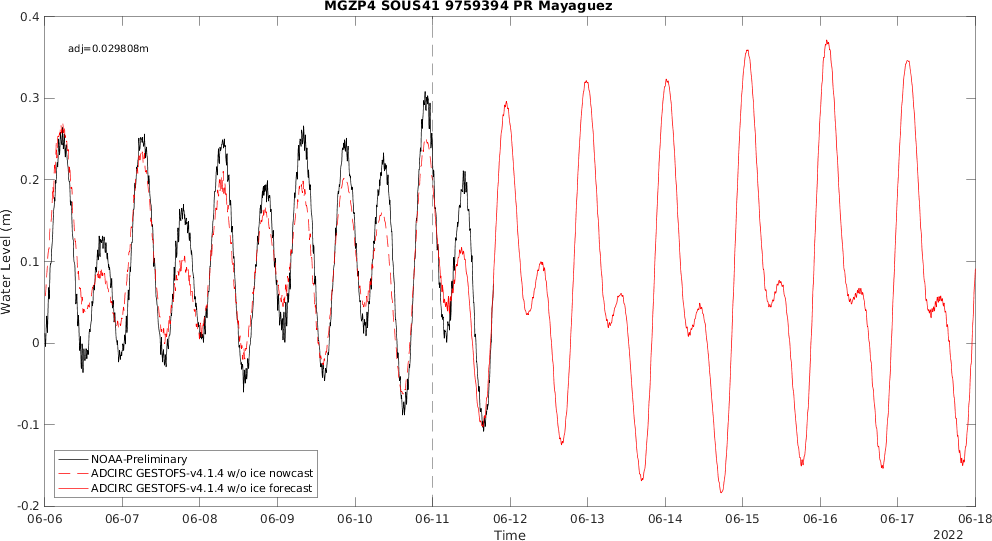 MGZP4 SOUS41 9759394 PR Mayaguez
adj=0.029808m
0.4
0.3
0.2
0.1
0
-0.1
-0.2
Water Level (m)
NOAA-Preliminary
ADCIRC GESTOFS-v4.1.4 w/o ice nowcast
ADCIRC GESTOFS-v4.1.4 w/o ice forecast
06-06 06-07 06-08 06-09 06-10 06-11 06-12 06-13 06-14 06-15 06-16 06-17 06-18
Time
2022